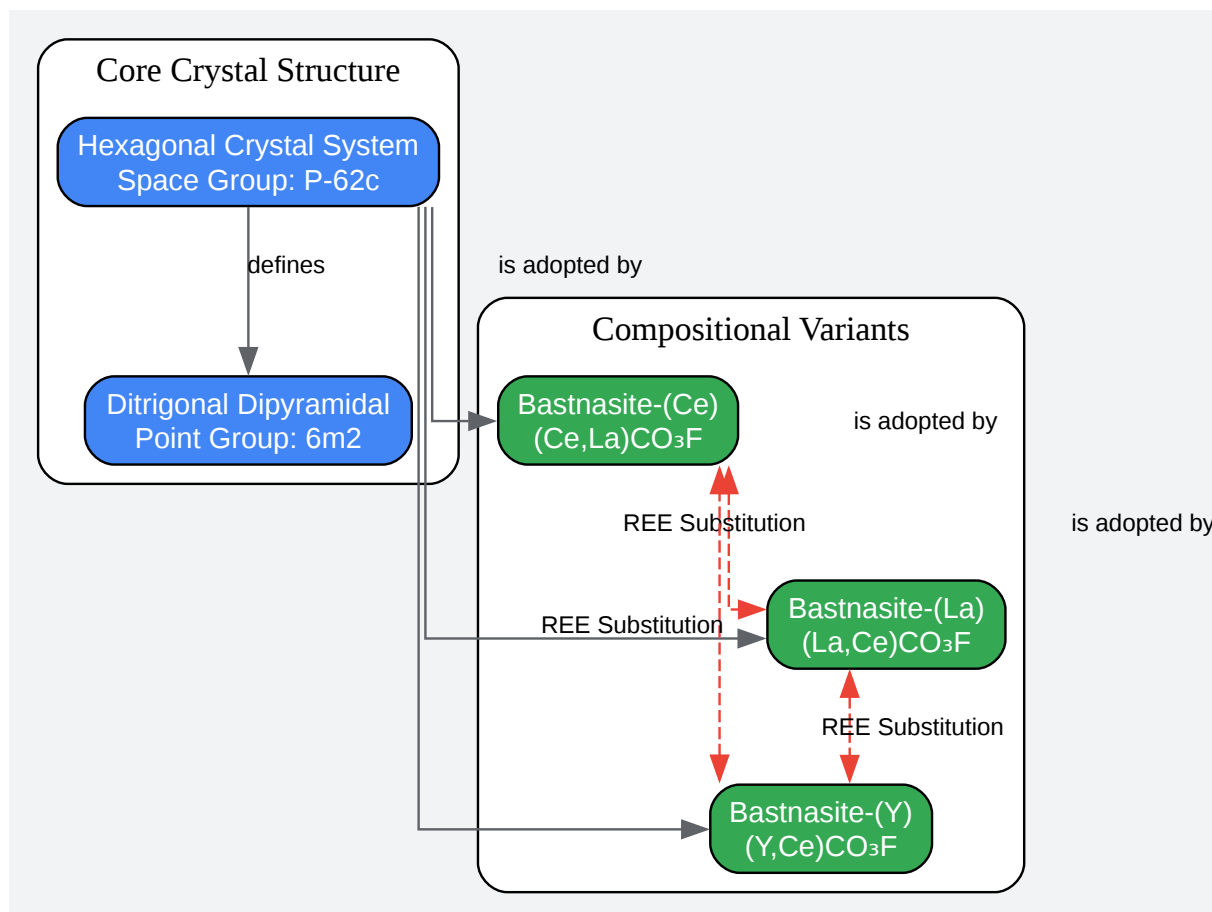 Core Crystal Structure
Hexagonal Crystal System
Space Group: P-62c
defines
is adopted by
Compositional Variants
Ditrigonal Dipyramidal
Point Group: 6m2
Bastnasite-(Ce)
(Ce,La)CO₃F
is adopted by
REE Substitution
is adopted by
Bastnasite-(La)
(La,Ce)CO₃F
REE Substitution
REE Substitution
Bastnasite-(Y)
(Y,Ce)CO₃F